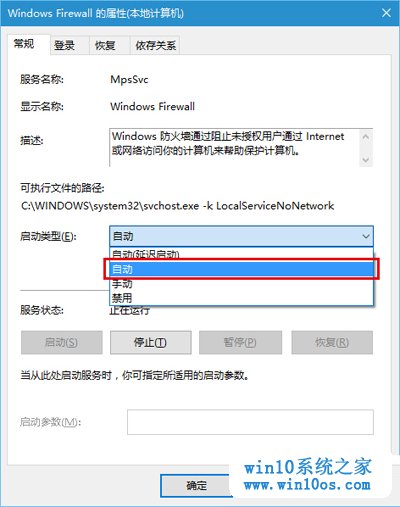 Windows Firewall 的属性(本地计算机)
常规 登录 恢复 依存关系
服务名称: MpsSvc
显示名称: Windows Firewall
描述: Windows 防火墙通过阻止未授权用户通过 Internet
或网络访问你的计算机来帮助保护计算机。
可执行文件的路径:
C:\WINDOWS\system32\svchost.exe -k LocalServiceNoNetwork
启动类型(E): 自动
自动(延迟启动)
自动
手动
禁用
服务状态: 正在运行
启动(S) 停止(T) 暂停(P) 恢复(R)
当从此处启动服务时,你可指定所适用的启动参数。
启动参数(M):
确定
win10系统之家
www.win10os.com